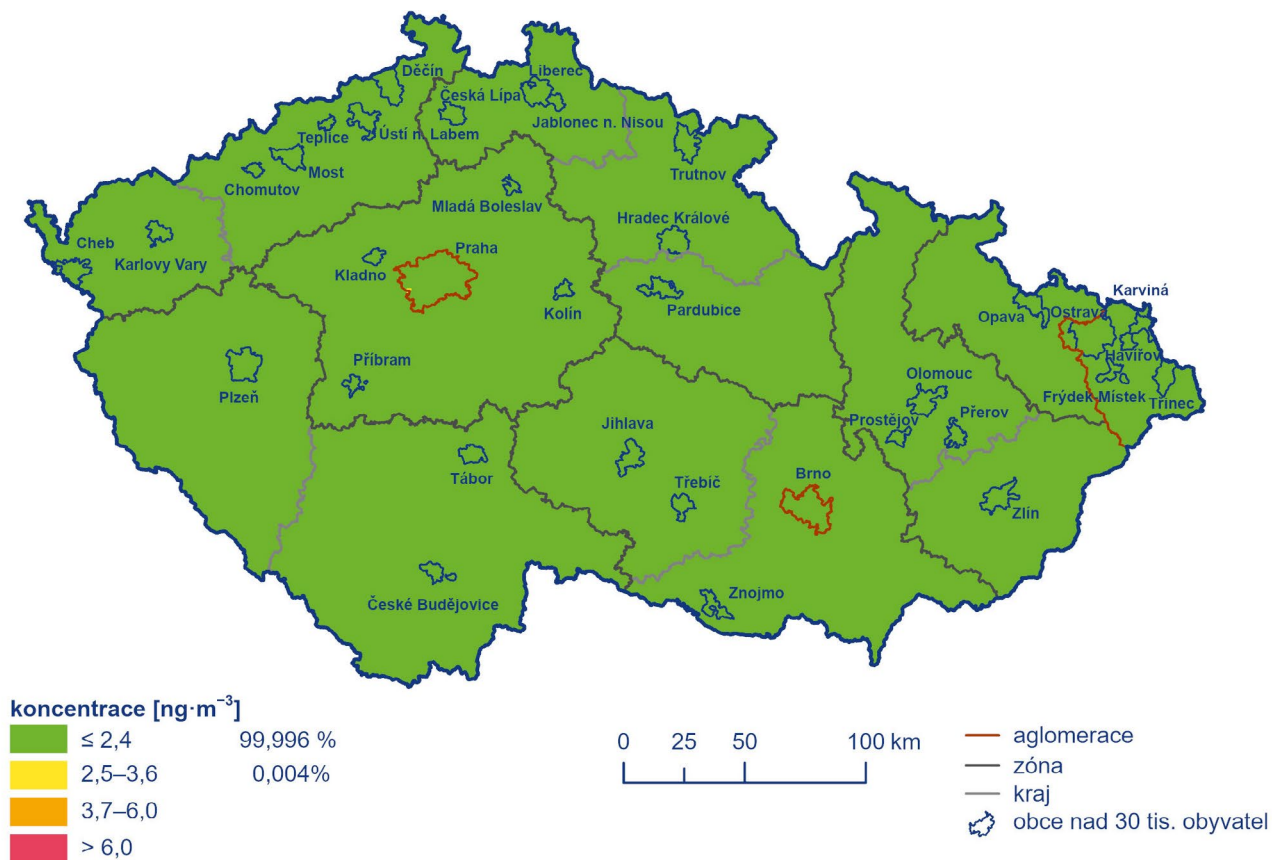 Děčín
Liberec
Česká Lípa
Jablonec n. Nisou
Teplice
Ústí n. Labem
Most
Chomutov
Trutnov
Mladá Boleslav
Hradec Králové
Cheb
Karlovy Vary
Kladno
Praha
Kolín
Pardubice
Karviná
Opava
Ostrava
Havířov
Příbram
Plzeň
Olomouc
Frýdek Místek
Třinec
Prostějov
Přerov
Jihlava
Tábor
Třebíč
Brno
Zlín
České Budějovice
Znojmo
koncentrace [ng·m⁻³]
≤ 2,4 99,996 %
2,5–3,6 0,004%
3,7–6,0
> 6,0
0 25 50 100 km
aglomerace
zóna
kraj
obce nad 30 tis. obyvatel